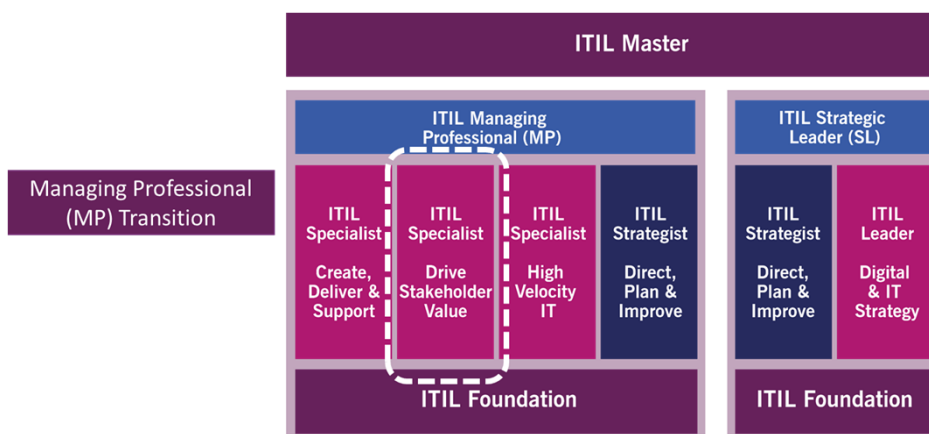 ITIL Master
ITIL Managing
Professional (MP)
ITIL Strategic
Leader (SL)
Managing Professional
(MP) Transition
ITIL
Specialist
Create,
Deliver &
Support
ITIL
Specialist
Drive
Stakeholder
Value
ITIL
Specialist
High
Velocity
IT
ITIL
Strategist
Direct,
Plan &
Improve
ITIL
Strategist
Direct,
Plan &
Improve
ITIL
Leader
Digital
& IT
Strategy
ITIL Foundation
ITIL Foundation